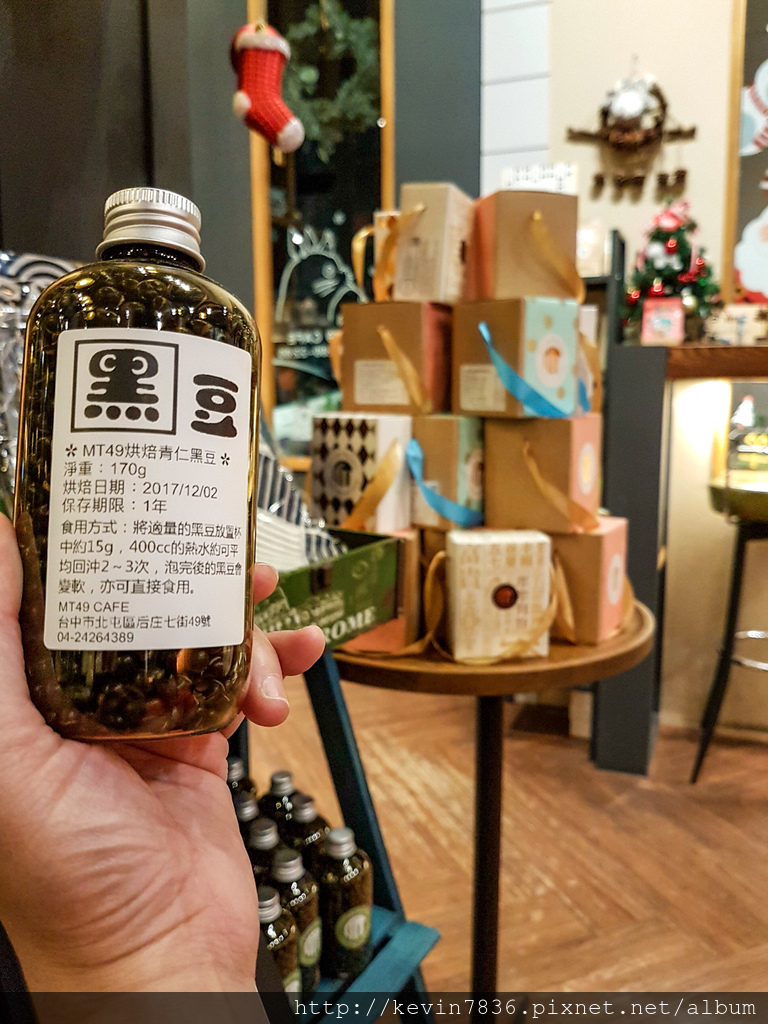 黑豆
✲ MT49烘焙青仁黑豆 ✲
淨重：170g
烘焙日期：2017/12/02
保存期限：1年
食用方式：將適量的黑豆放置杯
中約15g，400cc的熱水約可平
均回沖2～3次，泡完後的黑豆會
變軟，亦可直接食用。
MT49 CAFE
台中市北屯區后庄七街49號
04-24264389
http://kevin7836.pixnet.net/album